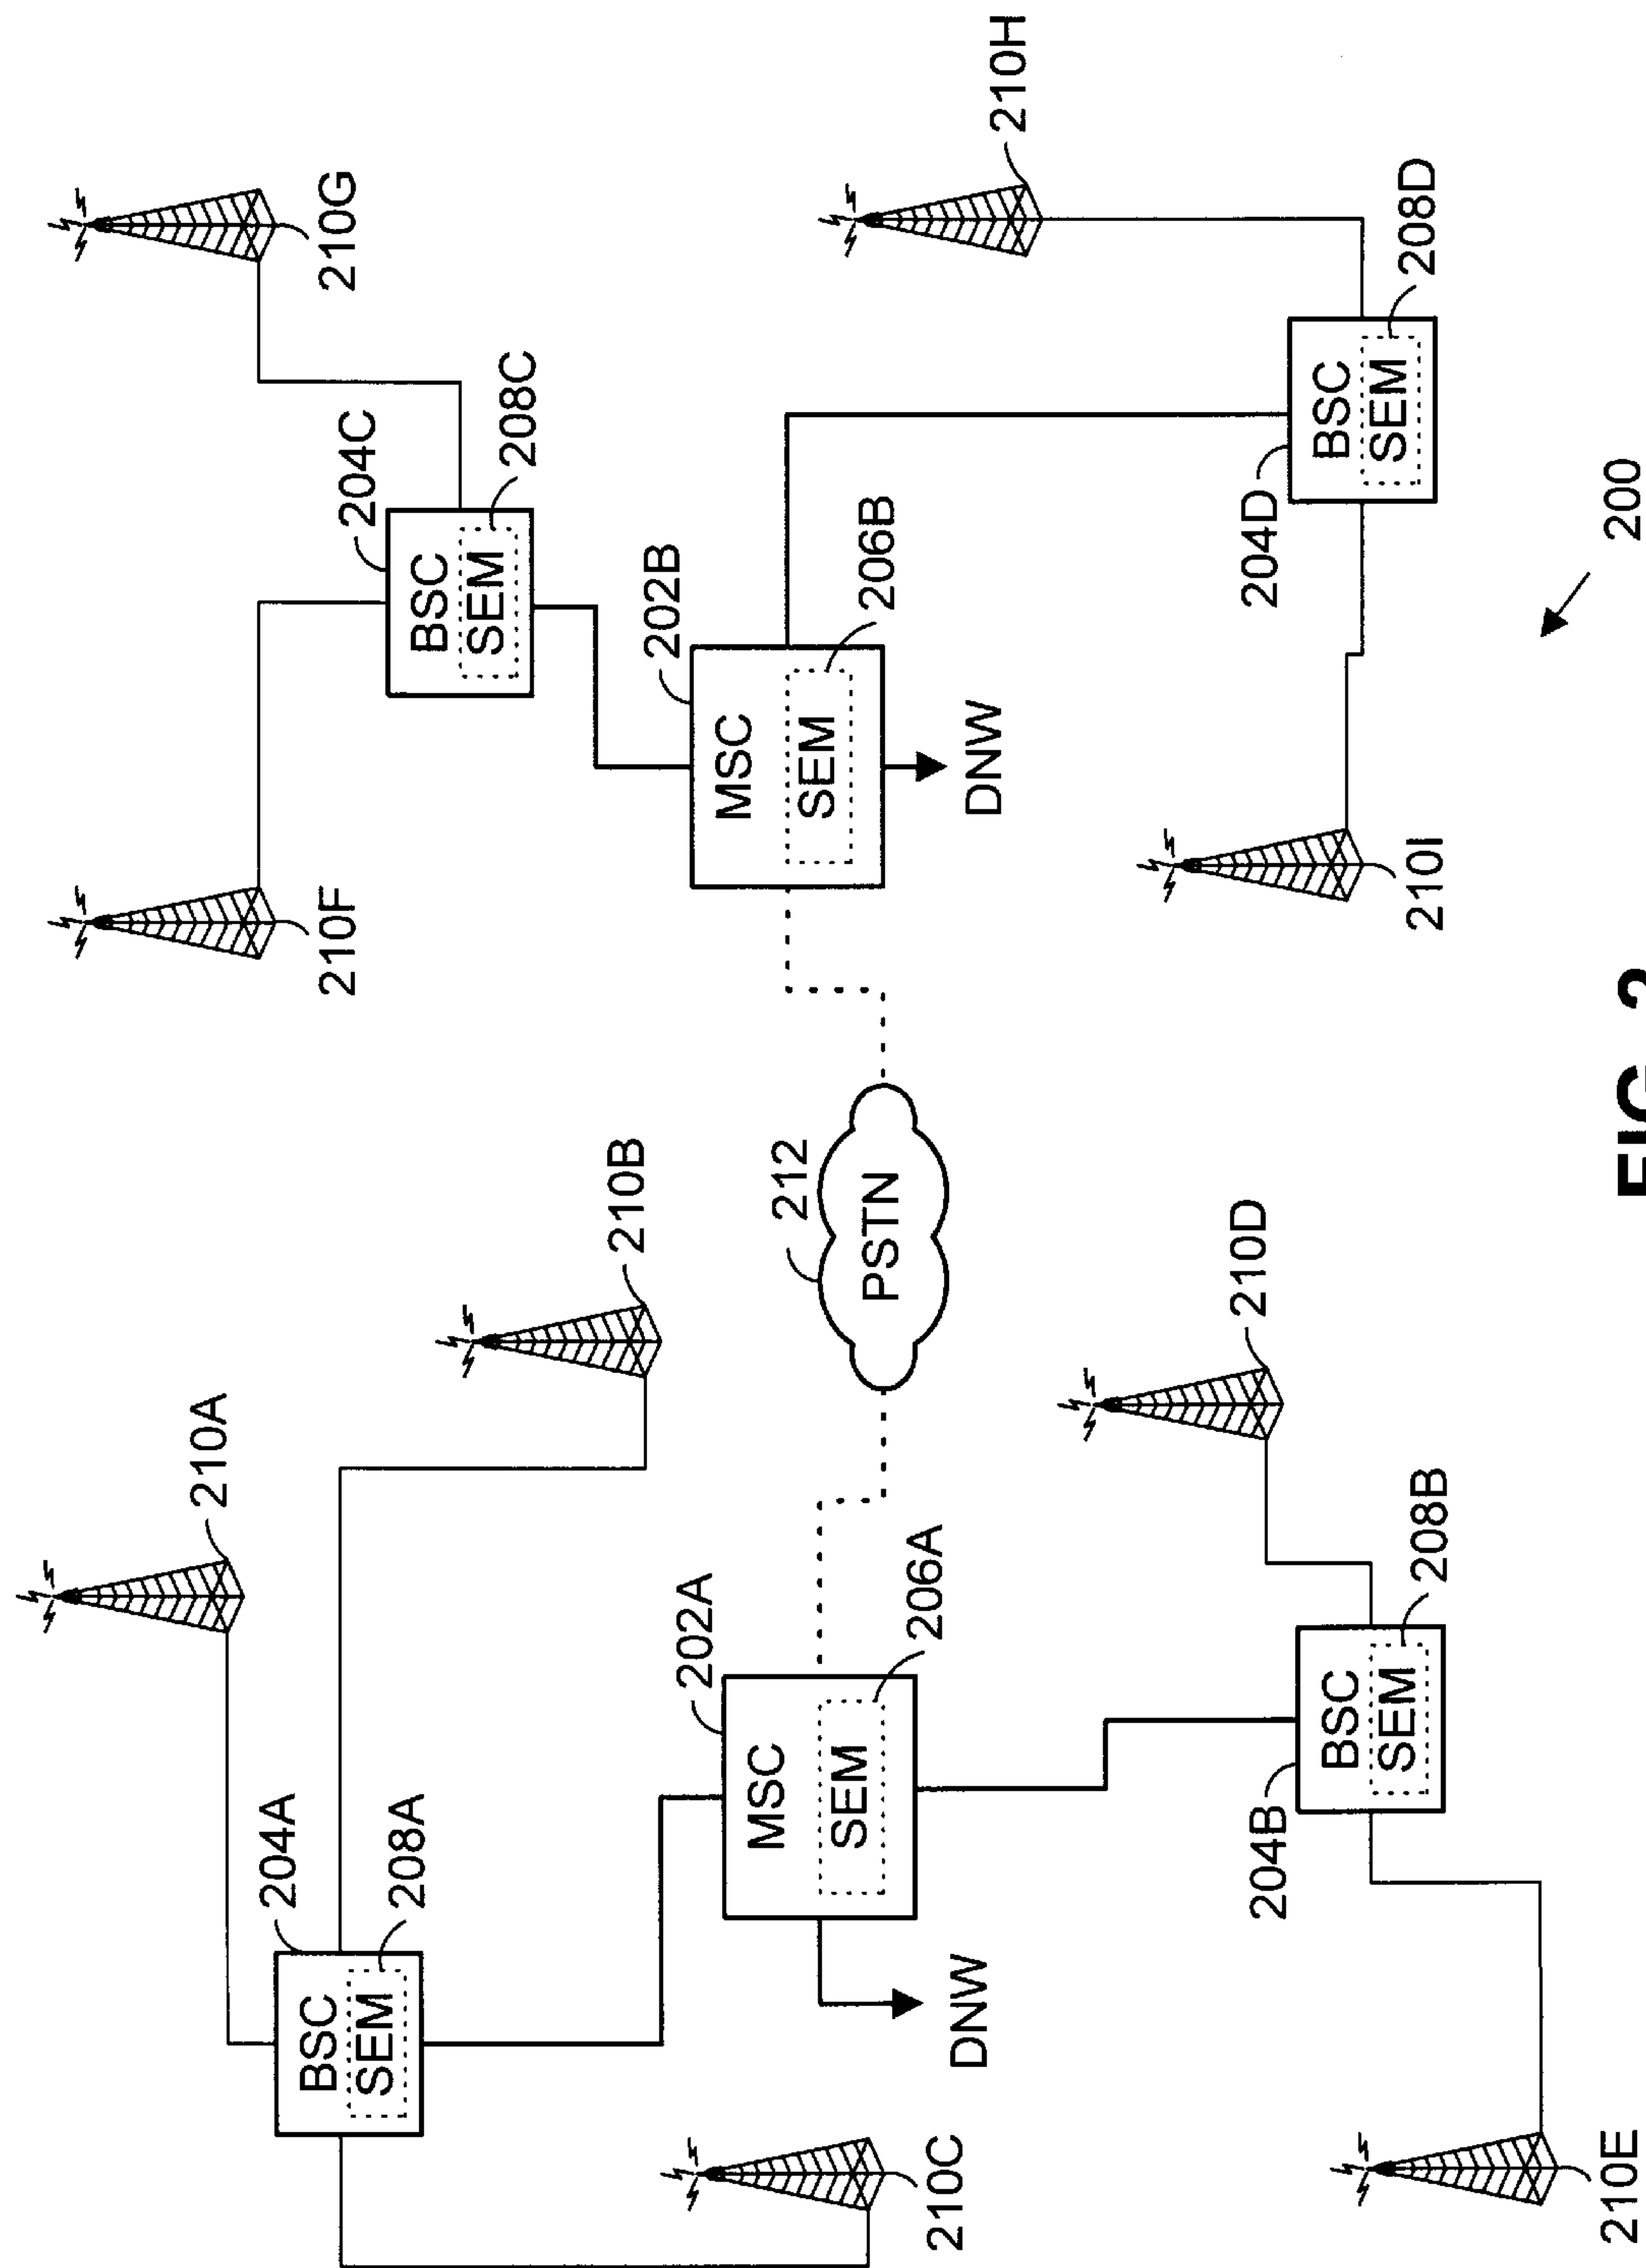 210A
210B
210C
204A
BSC
SEM
208A
202A
MSC
SEM
206A
DNW
212
PSTN
204B
BSC
SEM
208B
210D
210E
210F
210G
204C
BSC
SEM
208C
202B
MSC
SEM
206B
DNW
210H
204D
BSC
SEM
208D
210I
200
FIG. 2